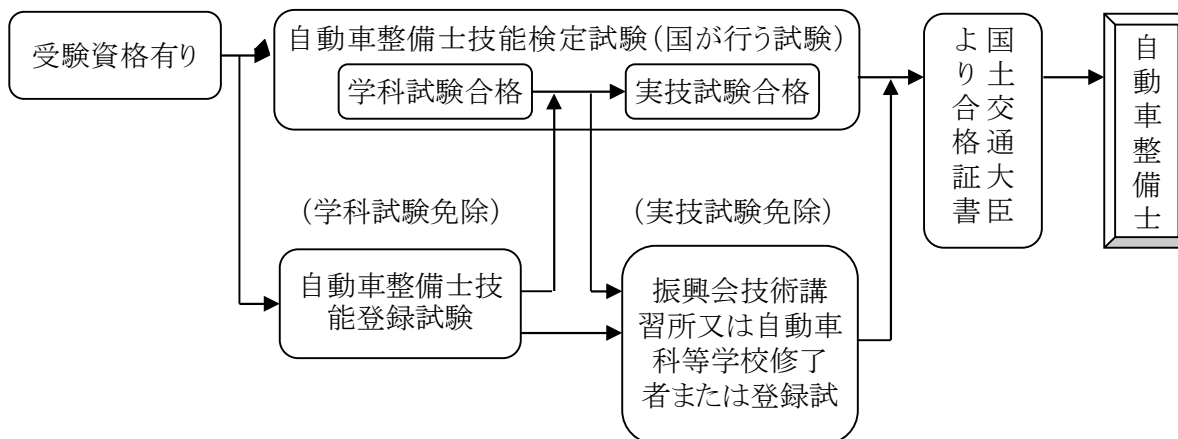 受験資格有り
自動車整備士技能検定試験(国が行う試験)
学科試験合格
実技試験合格
(学科試験免除)
(実技試験免除)
自動車整備士技
能登録試験
振興会技術講
習所又は自動車
科等学校修了
者または登録試
国土交通大臣
より合格証書
自動車整備士